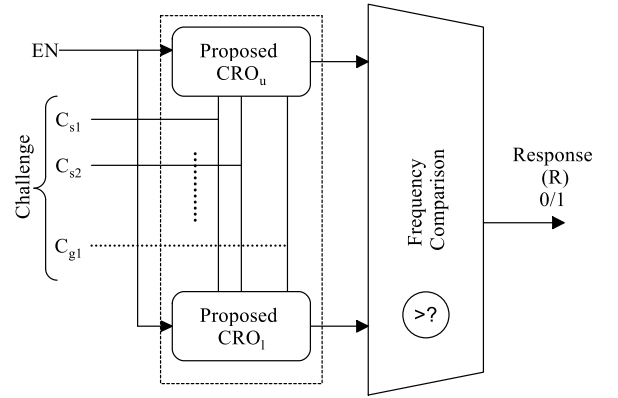 EN
Proposed
CROu
Challenge
Cs1
Cs2
Cg1
Proposed
CROl
Frequency
Comparison
>?
Response
(R)
0/1